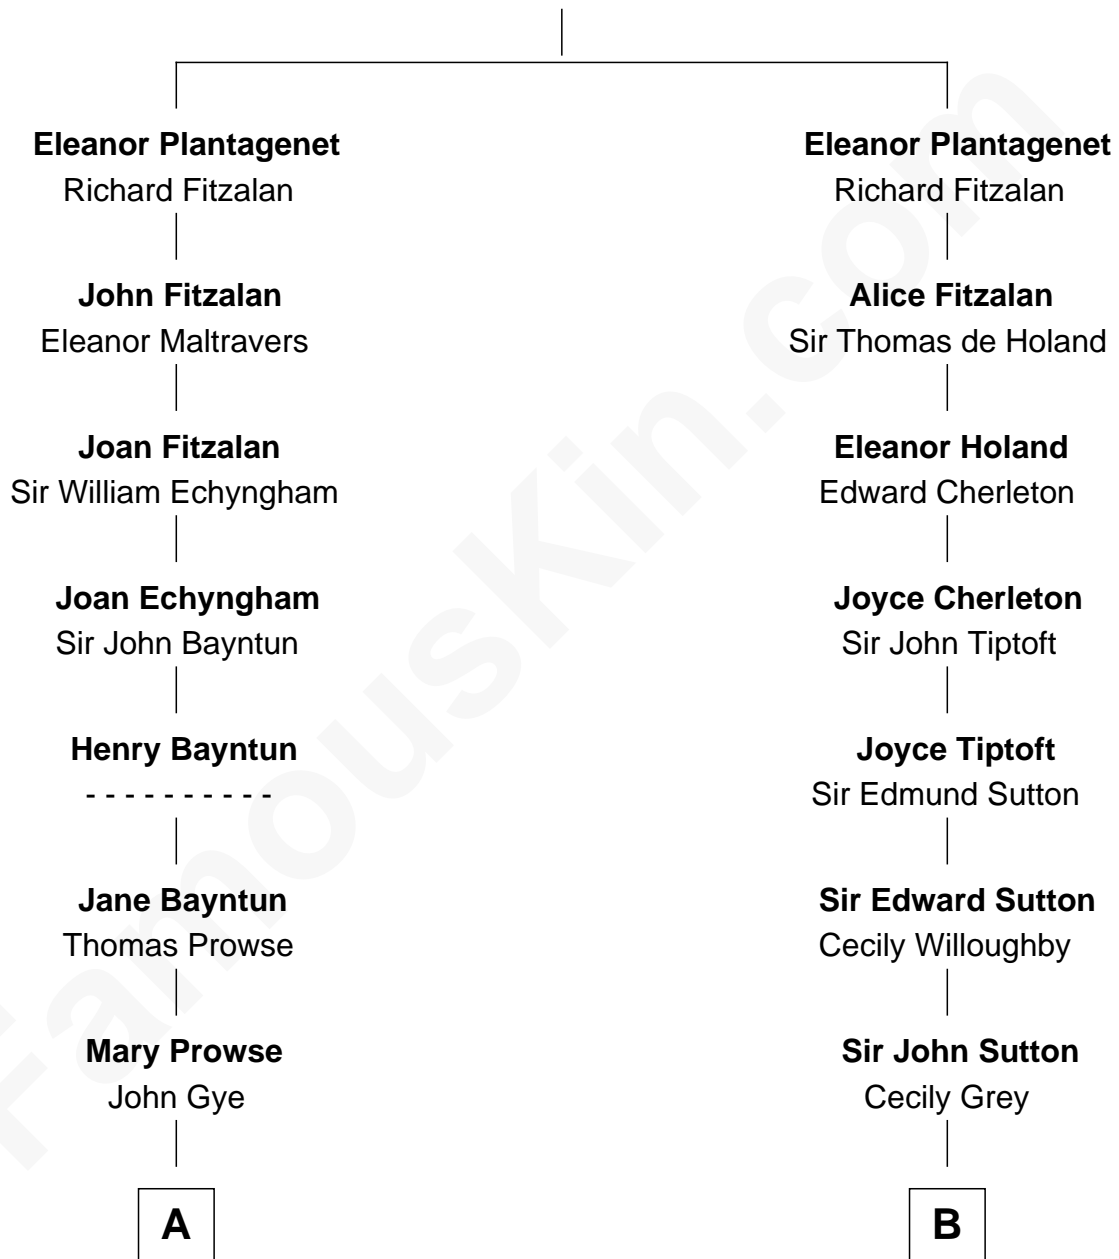 Eleanor Plantagenet
Richard Fitzalan
John Fitzalan
Eleanor Maltravers
Joan Fitzalan
Sir William Echyngham
Joan Echyngham
Sir John Bayntun
Henry Bayntun
- - - - - - - - - -
Jane Bayntun
Thomas Prowse
Mary Prowse
John Gye
A
Eleanor Plantagenet
Richard Fitzalan
Alice Fitzalan
Sir Thomas de Holand
Eleanor Holand
Edward Cherleton
Joyce Cherleton
Sir John Tiptoft
Joyce Tiptoft
Sir Edmund Sutton
Sir Edward Sutton
Cecily Willoughby
Sir John Sutton
Cecily Grey
B
FamousKin.com